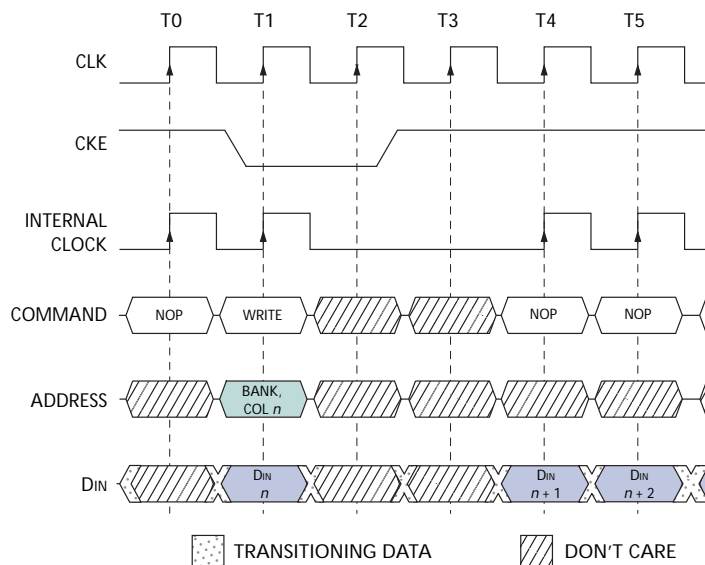 T0 T1 T2 T3 T4 T5
CLK
CKE
INTERNAL
CLOCK
COMMAND NOP WRITE NOP NOP
ADDRESS BANK,
COL n
DIN DIN DIN DIN
n n + 1 n + 2
TRANSITIONING DATA DON'T CARE